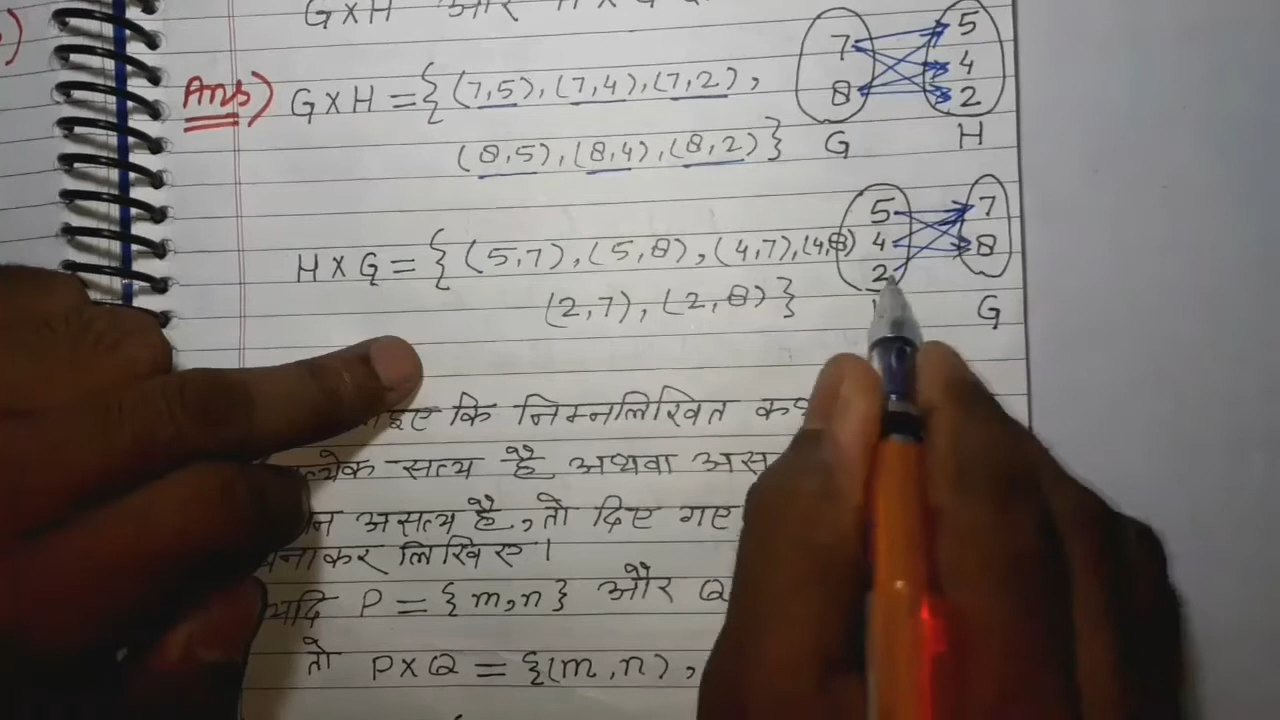 G×H और H×G
Ans) G×H = {(7,5), (7,4), (7,2),
(8,5), (8,4), (8,2)}
7
8
G
5
4
2
H
H×G = {(5,7), (5,8), (4,7), (4,8)
(2,7), (2,8)}
5
4
2
7
8
G
कि निम्नलिखित
सत्य है अथवा
असत्य है, तो दिए गए
लिखिए।
यदि P = {m,n} और Q
तो P×Q = {(m,n),